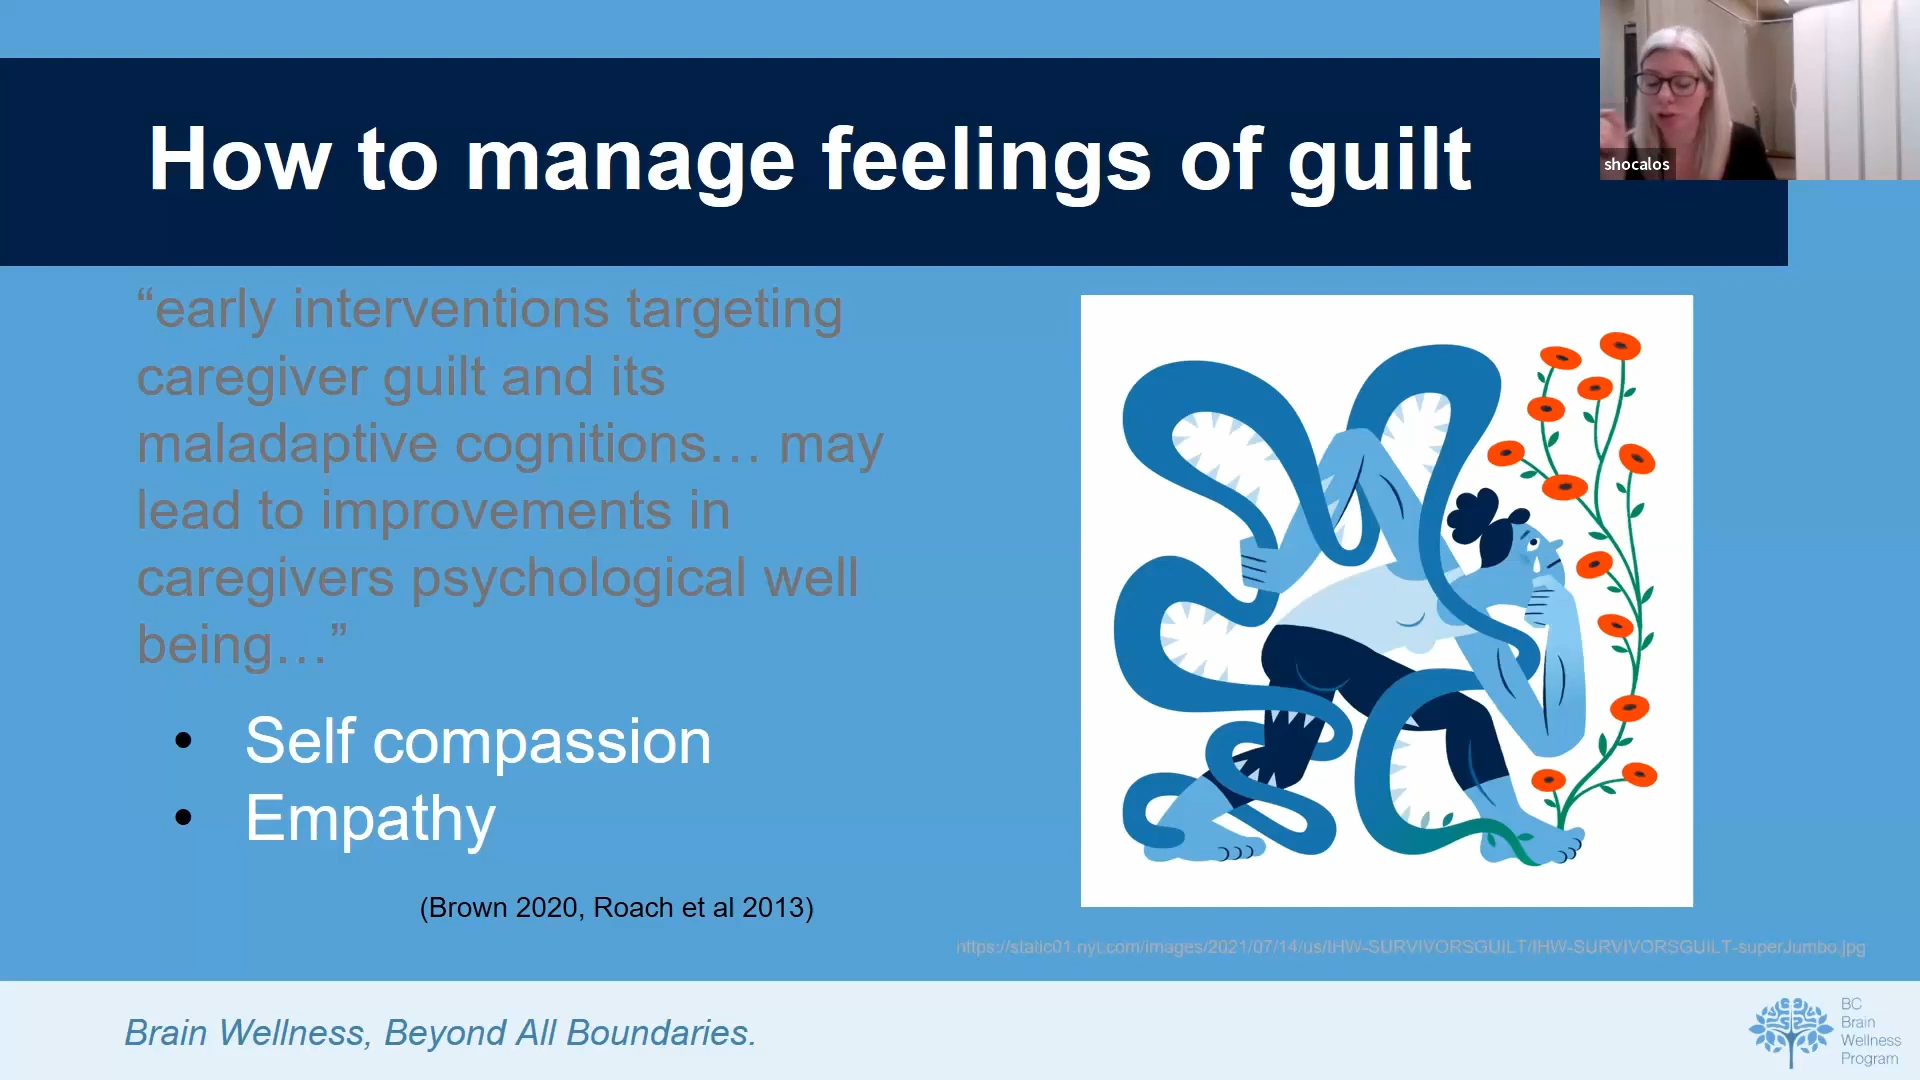 How to manage feelings of guilt
shocalos
“early interventions targeting
caregiver guilt and its
maladaptive cognitions… may
lead to improvements in
caregivers psychological well
being…”
• Self compassion
• Empathy
(Brown 2020, Roach et al 2013)
https://static01.nyt.com/images/2021/07/14/us/IHW-SURVIVORSGUILT/IHW-SURVIVORSGUILT-superJumbo.jpg
Brain Wellness, Beyond All Boundaries.
BC
Brain
Wellness
Program